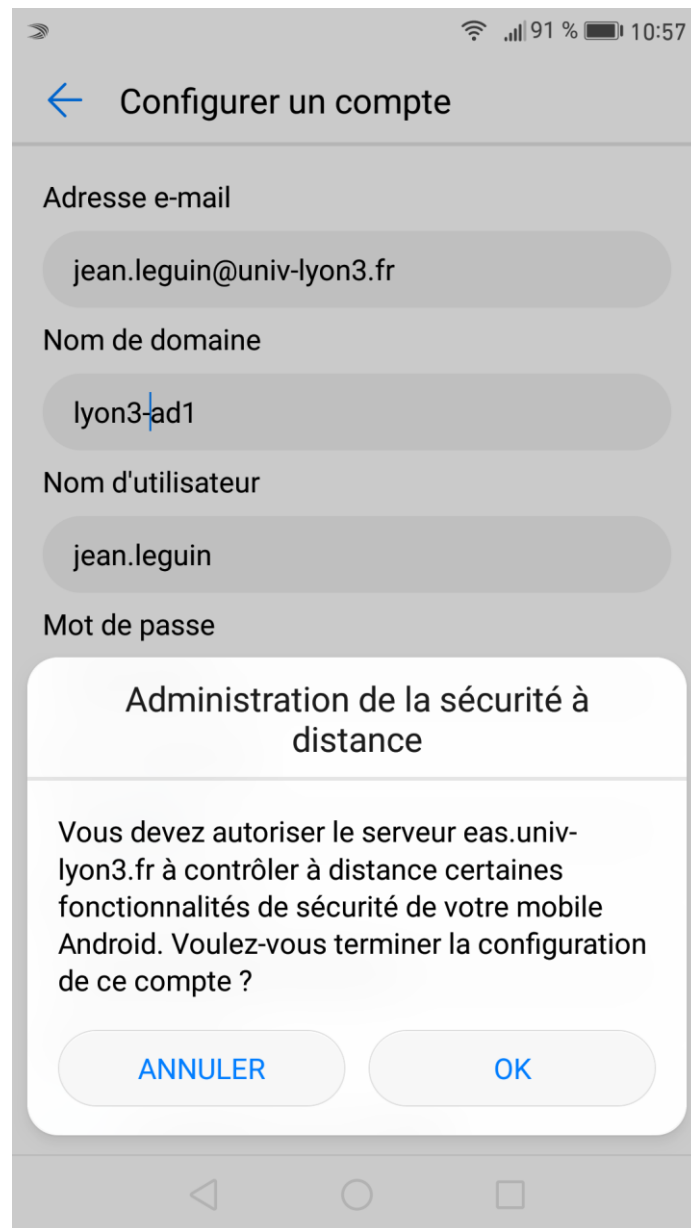 91 % 10:57
Configurer un compte
Adresse e-mail
jean.leguin@univ-lyon3.fr
Nom de domaine
lyon3-ad1
Nom d'utilisateur
jean.leguin
Mot de passe
Administration de la sécurité à
distance
Vous devez autoriser le serveur eas.univ-
lyon3.fr à contrôler à distance certaines
fonctionnalités de sécurité de votre mobile
Android. Voulez-vous terminer la configuration
de ce compte ?
ANNULER OK